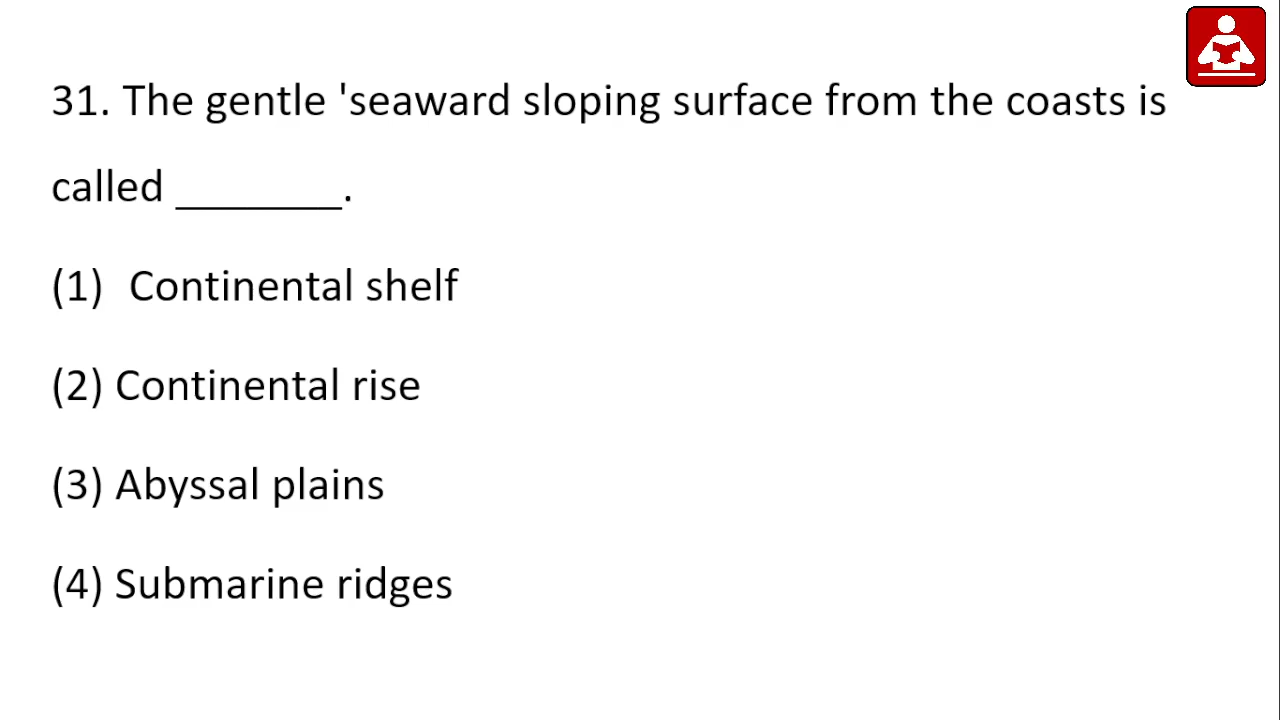 31. The gentle 'seaward sloping surface from the coasts is
called _______.
(1) Continental shelf
(2) Continental rise
(3) Abyssal plains
(4) Submarine ridges